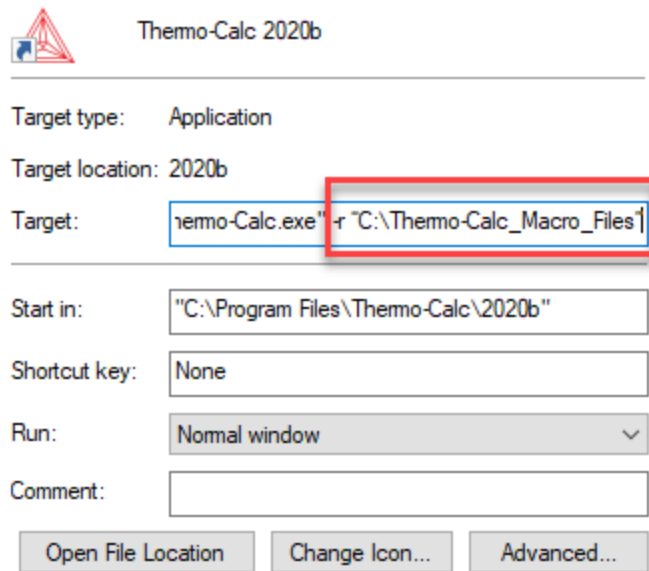 Thermo-Calc 2020b
Target type: Application
Target location: 2020b
Target: hermo-Calc.exe" -r "C:\Thermo-Calc_Macro_Files"
Start in: "C:\Program Files\Thermo-Calc\2020b"
Shortcut key: None
Run: Normal window
Comment:
Open File Location Change Icon... Advanced...